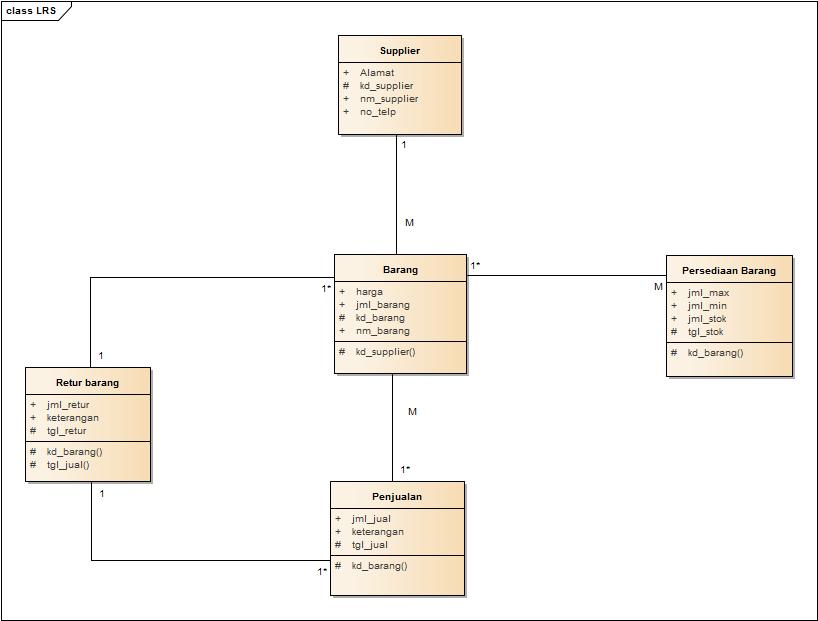 class LRS
Supplier
+ Alamat
# kd_supplier
+ nm_supplier
+ no_telp
1
M
Barang
+ harga
+ jml_barang
# kd_barang
+ nm_barang
# kd_supplier()
1*
M
Persediaan Barang
+ jml_max
+ jml_min
+ jml_stok
# tgl_stok
# kd_barang()
1*
1
Retur barang
+ jml_retur
+ keterangan
# tgl_retur
# kd_barang()
# tgl_jual()
1
1*
M
1*
Penjualan
+ jml_jual
+ keterangan
# tgl_jual
# kd_barang()